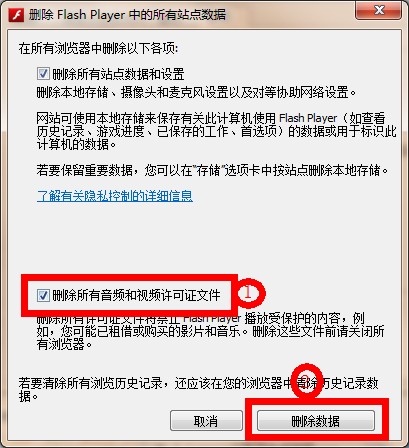 删除 Flash Player 中的所有站点数据
在所有浏览器中删除以下各项:
删除所有站点数据和设置
删除本地存储、摄像头和麦克风设置以及对等协助网络设置。
网站可使用本地存储来保存有关此计算机使用 Flash Player（如查看
历史记录、游戏进度、已保存的工作、首选项）的数据或用于标识此
计算机的数据。
若要保留重要数据，您可以在“存储”选项卡中按站点删除本地存储。
了解有关隐私控制的详细信息
删除所有音频和视频许可证文件
1
删除所有许可证文件将禁止 Flash Player 播放受保护的内容，例
如，您可能已租借或购买的影片和音乐。删除这些文件前请关闭所
有浏览器。
若要清除所有浏览历史记录，还应该在您的浏览器中清除历史记录数
据。
取消
删除数据